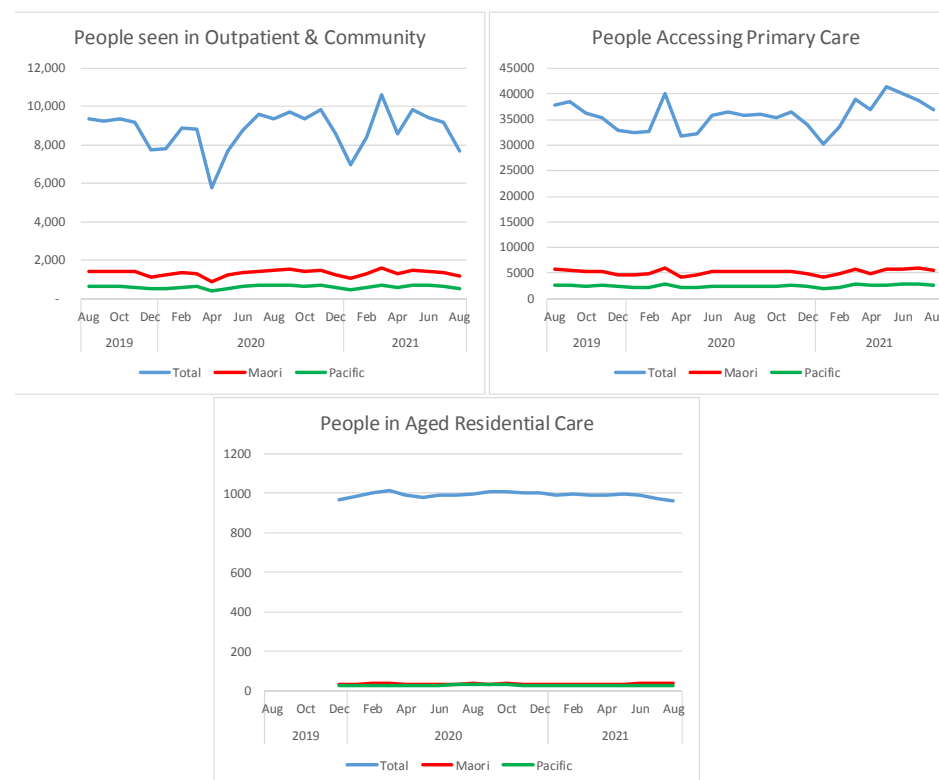 People seen in Outpatient & Community
12,000
10,000
8,000
6,000
4,000
2,000
-
Aug Oct Dec Feb Apr Jun Aug Oct Dec Feb Apr Jun Aug
2019 2020 2021
Total Maori Pacific
People Accessing Primary Care
45000
40000
35000
30000
25000
20000
15000
10000
5000
0
Aug Oct Dec Feb Apr Jun Aug Oct Dec Feb Apr Jun Au
2019 2020 2021
Total Maori Pacific
People in Aged Residential Care
1200
1000
800
600
400
200
0
Aug Oct Dec Feb Apr Jun Aug Oct Dec Feb Apr Jun Aug
2019 2020 2021
Total Maori Pacific